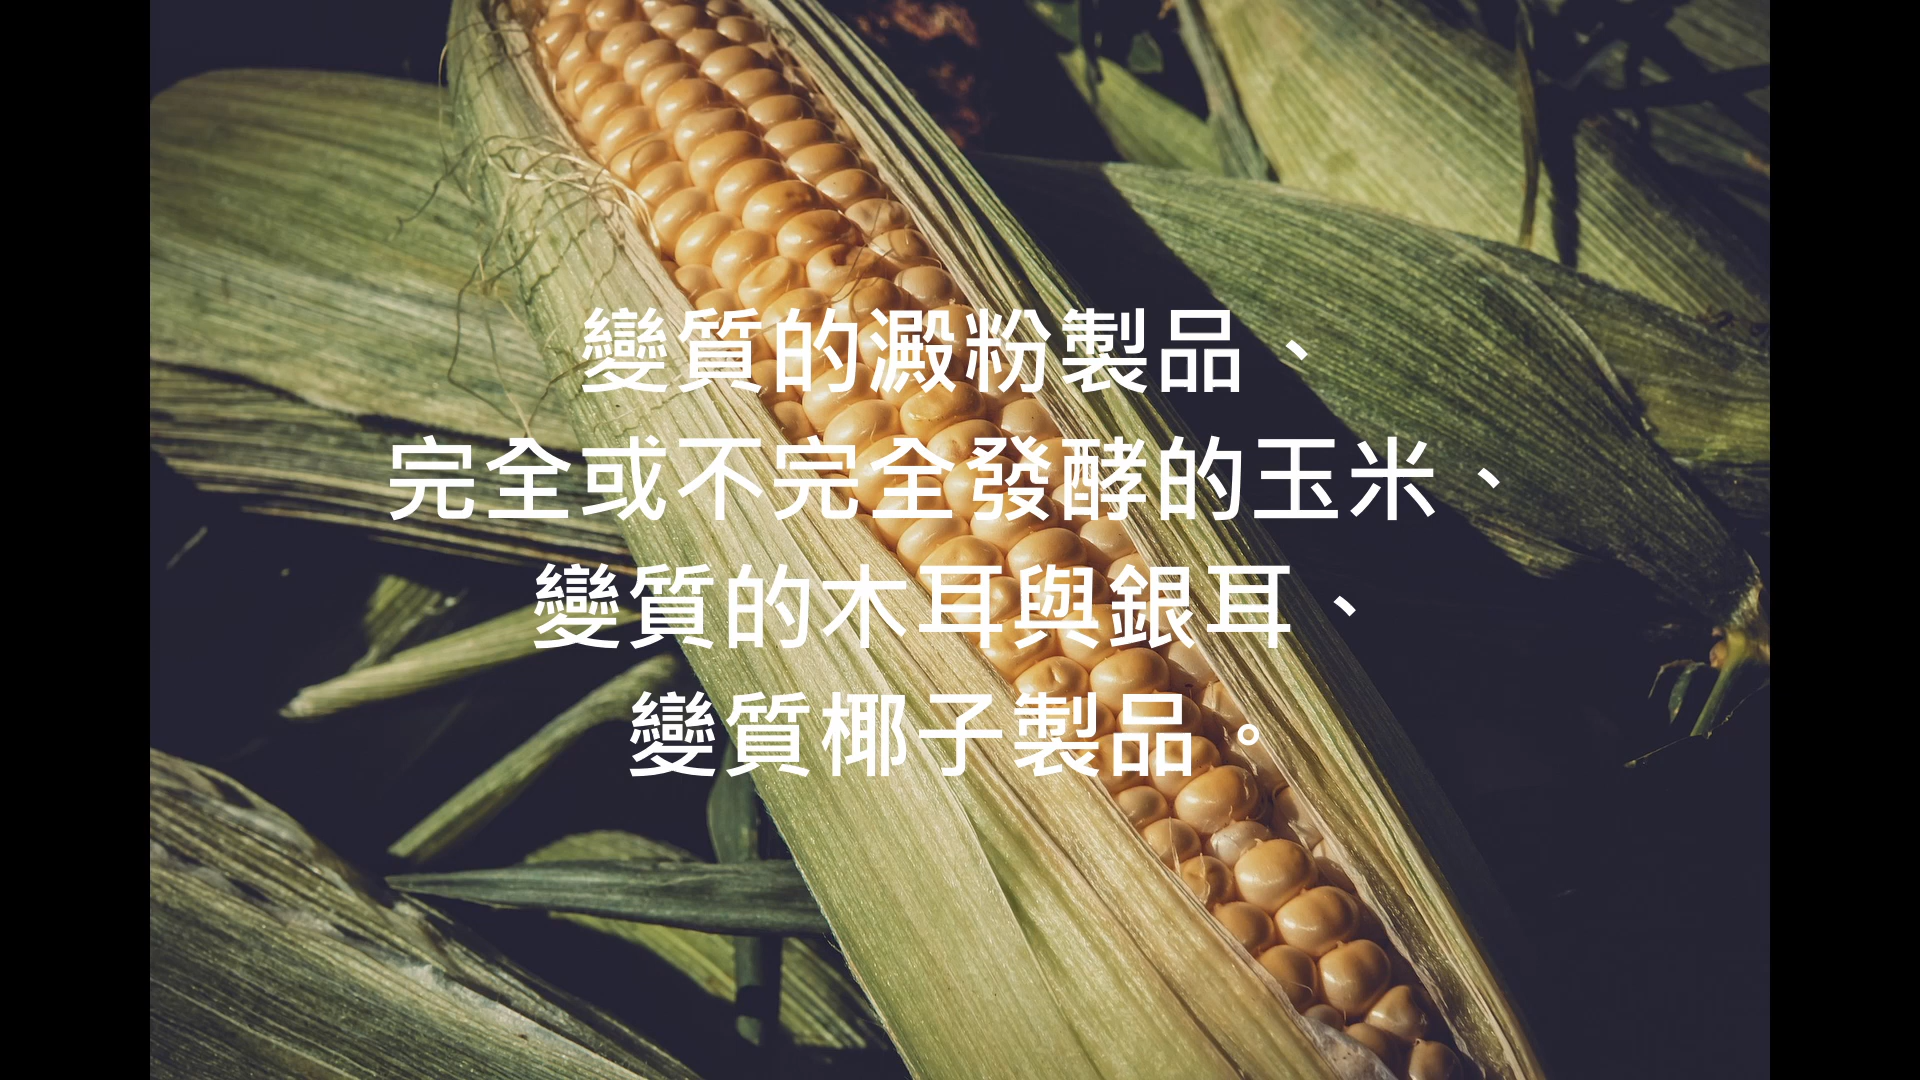 變質的澱粉製品、
完全或不完全發酵的玉米、
變質的木耳與銀耳、
變質椰子製品。